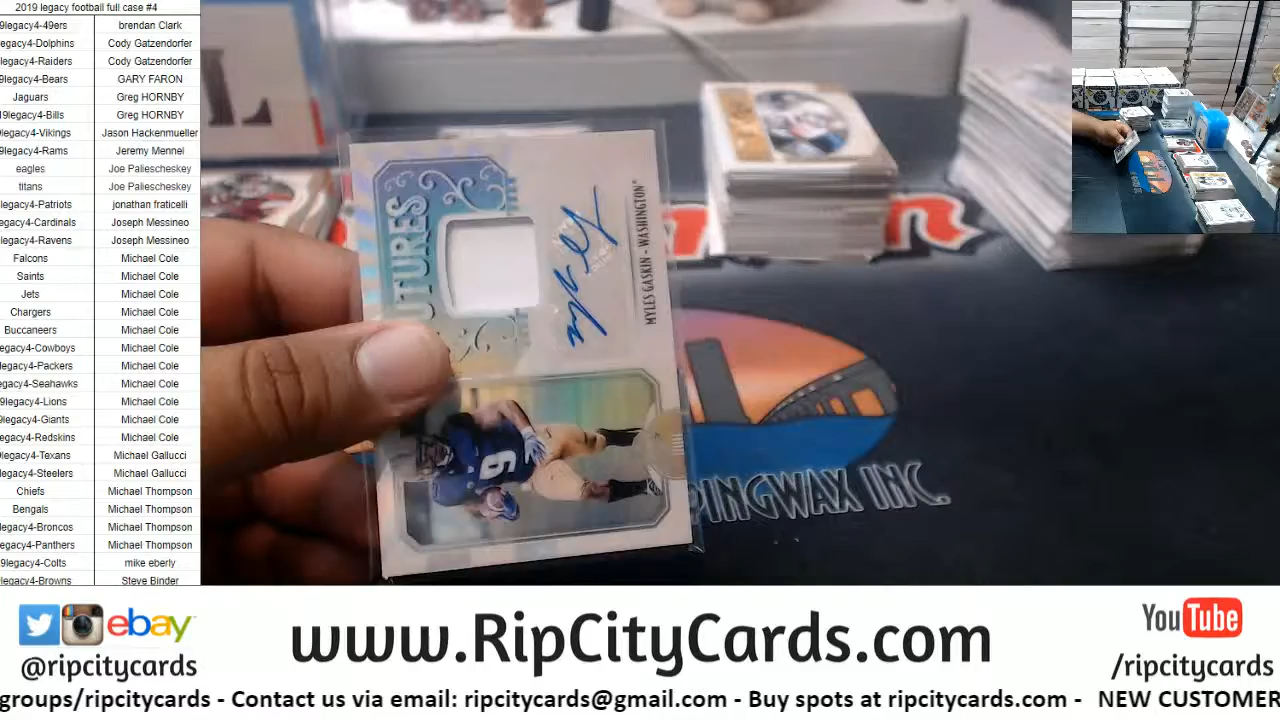 2019 legacy football full case #4
9legacy4-49ers brendan Clark
legacy4-Dolphins Cody Gatzendorfer
legacy4-Raiders Cody Gatzendorfer
legacy4-Bears GARY FARON
Jaguars Greg HORNBY
9legacy4-Bills Greg HORNBY
9legacy4-Vikings Jason Hackenmueller
9legacy4-Rams Jeremy Mennel
eagles Joe Paliescheskey
titans Joe Paliescheskey
legacy4-Patriots jonathan fraticelli
legacy4-Cardinals Joseph Messineo
legacy4-Ravens Joseph Messineo
Falcons Michael Cole
Saints Michael Cole
Jets Michael Cole
Chargers Michael Cole
Buccaneers Michael Cole
egacy4-Cowboys Michael Cole
legacy4-Packers Michael Cole
egacy4-Seahawks Michael Cole
9legacy4-Lions Michael Cole
9legacy4-Giants Michael Cole
egacy4-Redskins Michael Cole
legacy4-Texans Michael Gallucci
legacy4-Steelers Michael Gallucci
Chiefs Michael Thompson
Bengals Michael Thompson
legacy4-Broncos Michael Thompson
egacy4-Panthers Michael Thompson
9legacy4-Colts mike eberly
legacy4-Browns Steve Binder
UTURES
MYLES GASKIN - WASHINGTON
9
PINGWAX INC.
ebay
@ripcitycards
www.RipCityCards.com
YouTube
/ripcitycards
groups/ripcitycards - Contact us via email: ripcitycards@gmail.com - Buy spots at ripcitycards.com - NEW CUSTOMER